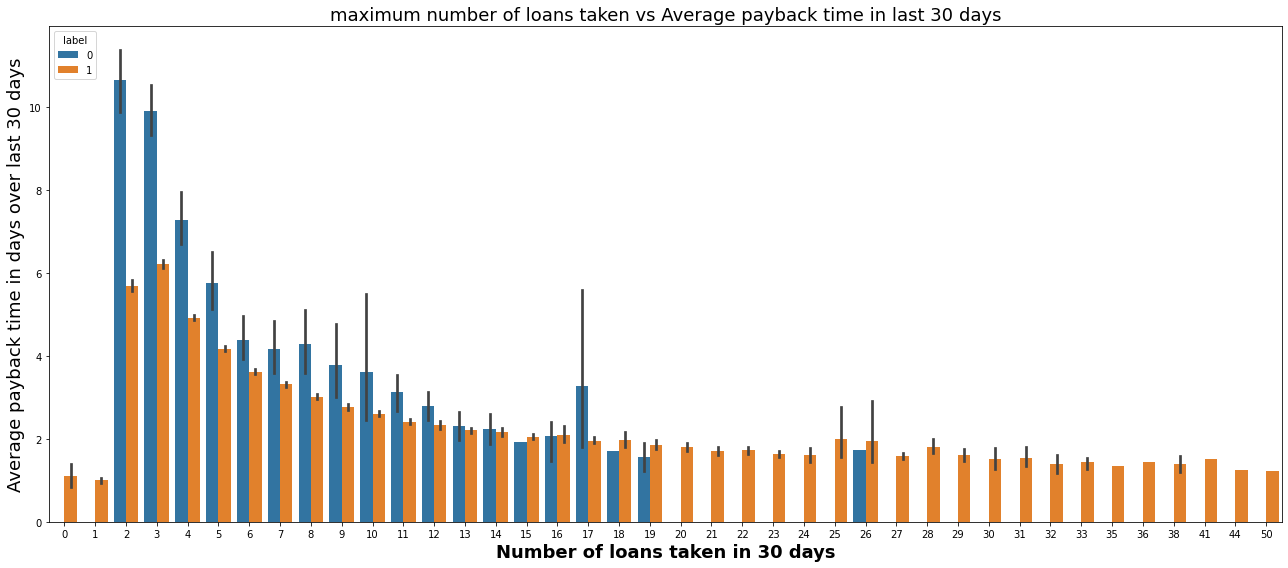 maximum number of loans taken vs Average payback time in last 30 days
label
0
1
Average payback time in days over last 30 days
10
8
6
4
2
0
0 1 2 3 4 5 6 7 8 9 10 11 12 13 14 15 16 17 18 19 20 21 22 23 24 25 26 27 28 29 30 31 32 33 35 36 38 41 44 50
Number of loans taken in 30 days